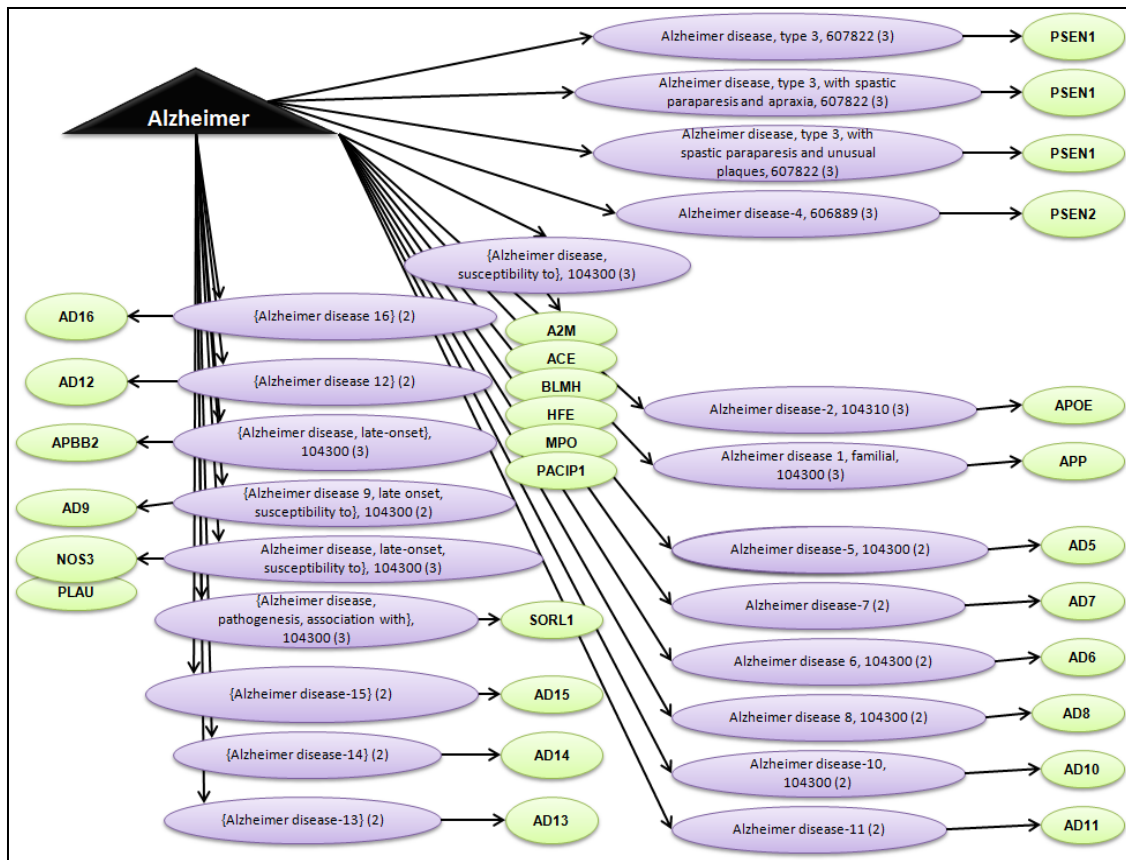 Alzheimer disease, type 3, 607822 (3)
PSEN1
Alzheimer disease, type 3, with spastic
paraparesis and apraxia, 607822 (3)
PSEN1
Alzheimer
Alzheimer disease, type 3, with
spastic paraparesis and unusual
plaques, 607822 (3)
PSEN1
Alzheimer disease-4, 606889 (3)
PSEN2
{Alzheimer disease,
susceptibility to}, 104300 (3)
AD16
{Alzheimer disease 16} (2)
A2M
ACE
BLMH
HFE
MPO
PACIP1
AD12
{Alzheimer disease 12} (2)
Alzheimer disease-2, 104310 (3)
APOE
APBB2
{Alzheimer disease, late-onset},
104300 (3)
Alzheimer disease 1, familial,
104300 (3)
APP
AD9
{Alzheimer disease 9, late onset,
susceptibility to}, 104300 (2)
NOS3
PLAU
Alzheimer disease, late-onset,
susceptibility to}, 104300 (3)
Alzheimer disease-5, 104300 (2)
AD5
{Alzheimer disease,
pathogenesis, association with},
104300 (3)
SORL1
Alzheimer disease-7 (2)
AD7
Alzheimer disease 6, 104300 (2)
AD6
{Alzheimer disease-15} (2)
AD15
Alzheimer disease 8, 104300 (2)
AD8
{Alzheimer disease-14} (2)
AD14
Alzheimer disease-10,
104300 (2)
AD10
{Alzheimer disease-13} (2)
AD13
Alzheimer disease-11 (2)
AD11